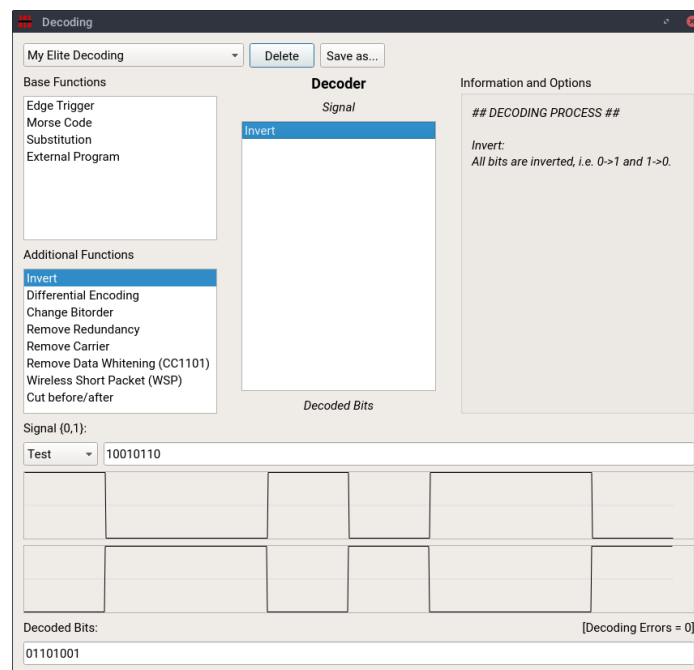 Decoding
My Elite Decoding
Delete
Save as...
Base Functions
Edge Trigger
Morse Code
Substitution
External Program
Additional Functions
Invert
Differential Encoding
Change Bitorder
Remove Redundancy
Remove Carrier
Remove Data Whitening (CC1101)
Wireless Short Packet (WSP)
Cut before/after
Decoder
Signal
Invert
Decoded Bits
Information and Options
## DECODING PROCESS ##
Invert:
All bits are inverted, i.e. 0->1 and 1->0.
Signal {0,1}:
Test
10010110
Decoded Bits:
[Decoding Errors = 0]
01101001